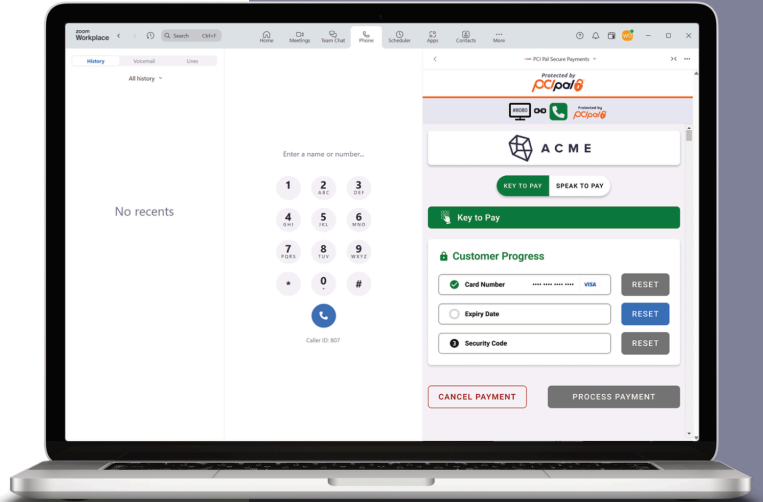 zoom
Workplace
Search Ctrl+F
Home
Meetings
Team Chat
Phone
Scheduler
Apps
Contacts
More
History
Voicemail
Lines
All history
No recents
Enter a name or number...
1
2 ABC
3 DEF
4 GHI
5 JKL
6 MNO
7 PQRS
8 TUV
9 WXYZ
*
0
#
Caller ID: 807
PCI Pal Secure Payments
Protected by
PCIpal
#8080
Protected by
PCIpal
ACME
KEY TO PAY
SPEAK TO PAY
Key to Pay
Customer Progress
Card Number •••• •••• •••• •••• VISA
RESET
Expiry Date
RESET
3 Security Code
RESET
CANCEL PAYMENT
PROCESS PAYMENT